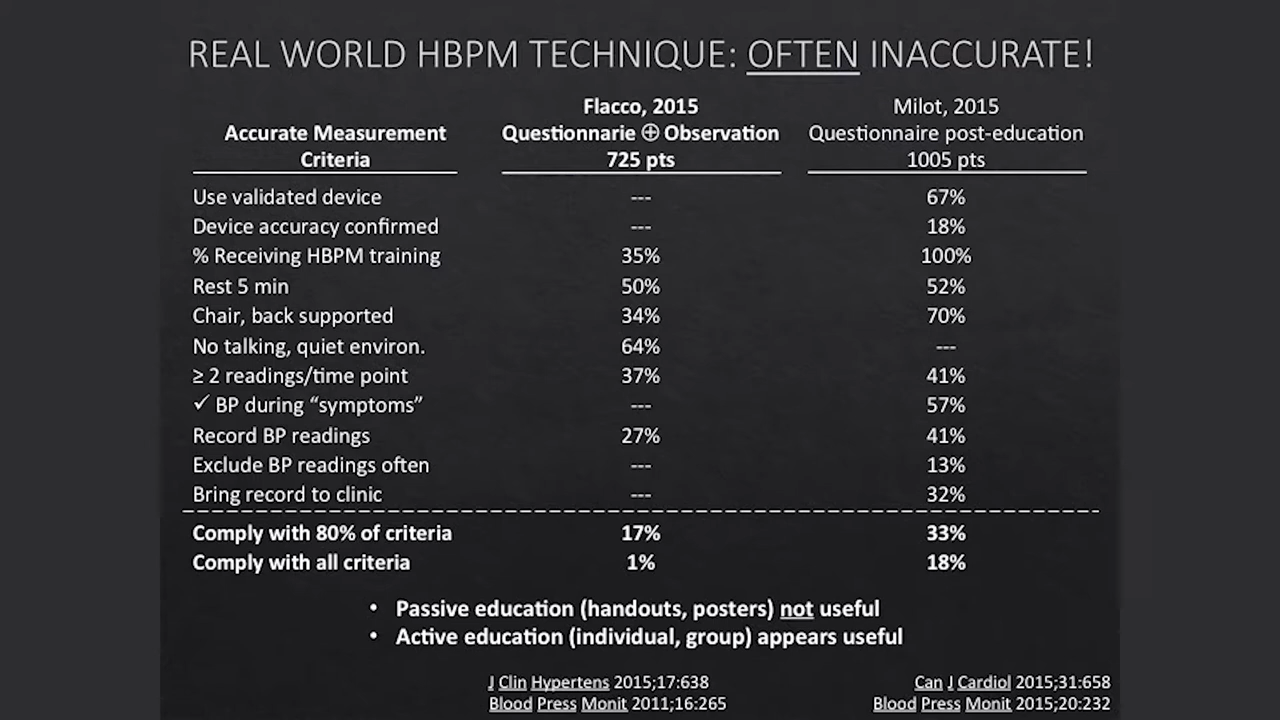 REAL WORLD HBPM TECHNIQUE: OFTEN INACCURATE!
Flacco, 2015 Milot, 2015
Accurate Measurement Questionnarie ⊕ Observation Questionnaire post-education
Criteria 725 pts 1005 pts
Use validated device --- 67%
Device accuracy confirmed --- 18%
% Receiving HBPM training 35% 100%
Rest 5 min 50% 52%
Chair, back supported 34% 70%
No talking, quiet environ. 64% ---
≥ 2 readings/time point 37% 41%
✓ BP during “symptoms” --- 57%
Record BP readings 27% 41%
Exclude BP readings often --- 13%
Bring record to clinic --- 32%
Comply with 80% of criteria 17% 33%
Comply with all criteria 1% 18%
• Passive education (handouts, posters) not useful
• Active education (individual, group) appears useful
J Clin Hypertens 2015;17:638 Can J Cardiol 2015;31:658
Blood Press Monit 2011;16:265 Blood Press Monit 2015;20:232